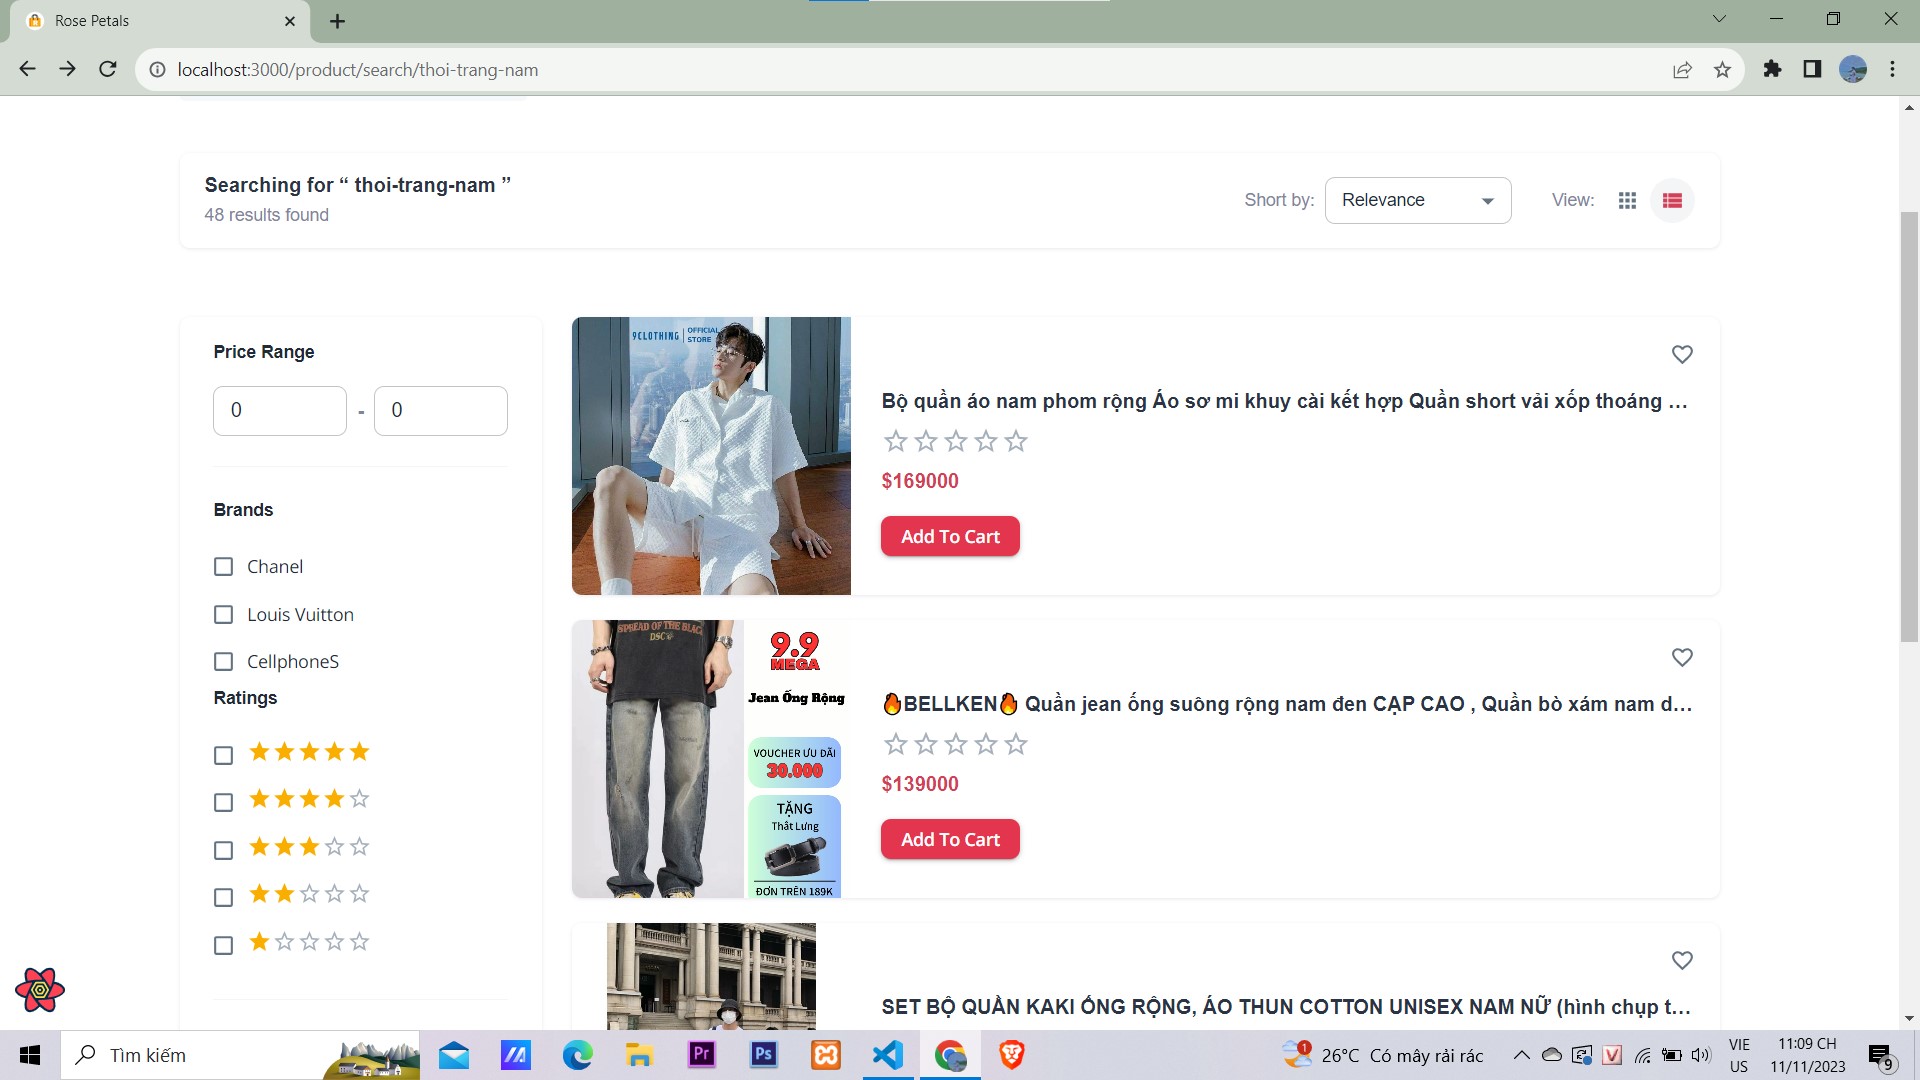 Rose Petals
localhost:3000/product/search/thoi-trang-nam
Searching for “ thoi-trang-nam ”
48 results found
Short by:
Relevance
View:
Price Range
0 - 0
Brands
Chanel
Louis Vuitton
CellphoneS
Ratings
9CLOTHING
OFFICIAL
STORE
Bộ quần áo nam phom rộng Áo sơ mi khuy cài kết hợp Quần short vải xốp thoáng ...
$169000
Add To Cart
SPREAD OF THE BLACK
DSC
9.9
MEGA
Jean Ống Rộng
VOUCHER ƯU DÃI
30.000
TẶNG
Thắt Lưng
ĐƠN TRÊN 189K
🔥BELLKEN🔥 Quần jean ống suông rộng nam đen CẠP CAO , Quần bò xám nam d...
$139000
Add To Cart
SET BỘ QUẦN KAKI ỐNG RỘNG, ÁO THUN COTTON UNISEX NAM NỮ (hình chụp t...
Tìm kiếm
Pr
Ps
1
26°C Có mây rải rác
V
VIE
US
11:09 CH
11/11/2023
9